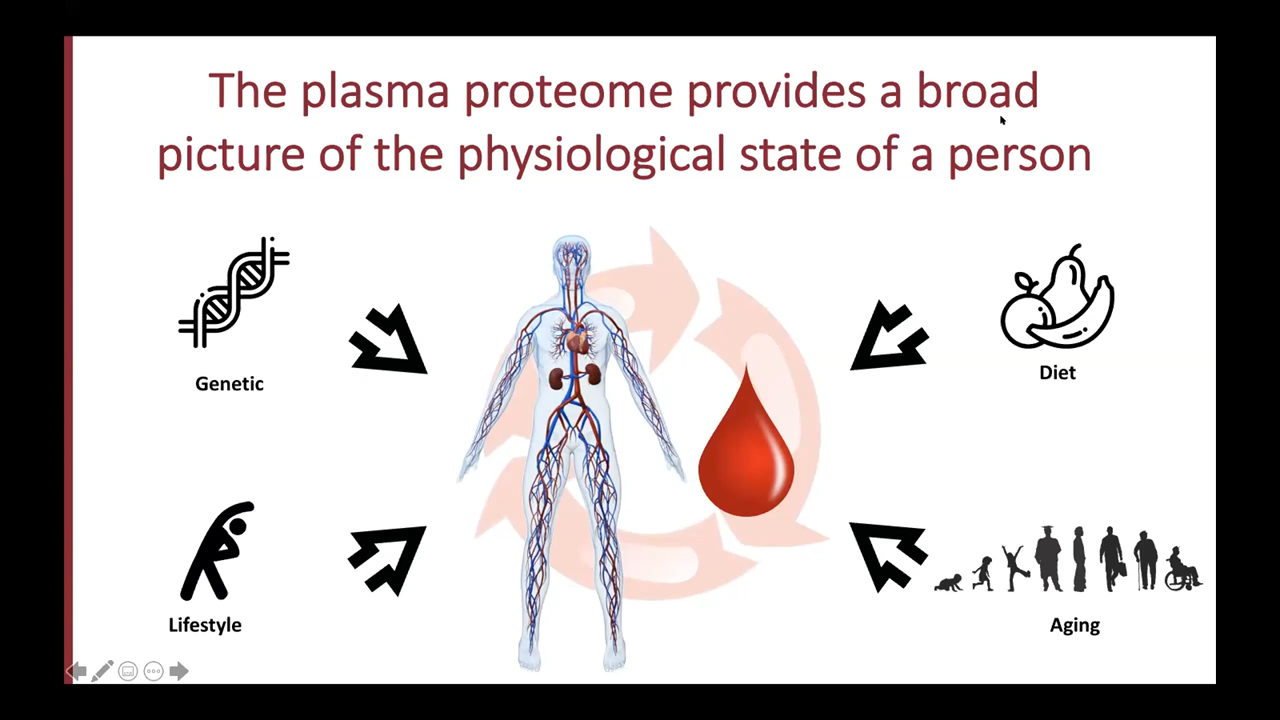 The plasma proteome provides a broad
picture of the physiological state of a person
Genetic
Diet
Lifestyle
Aging